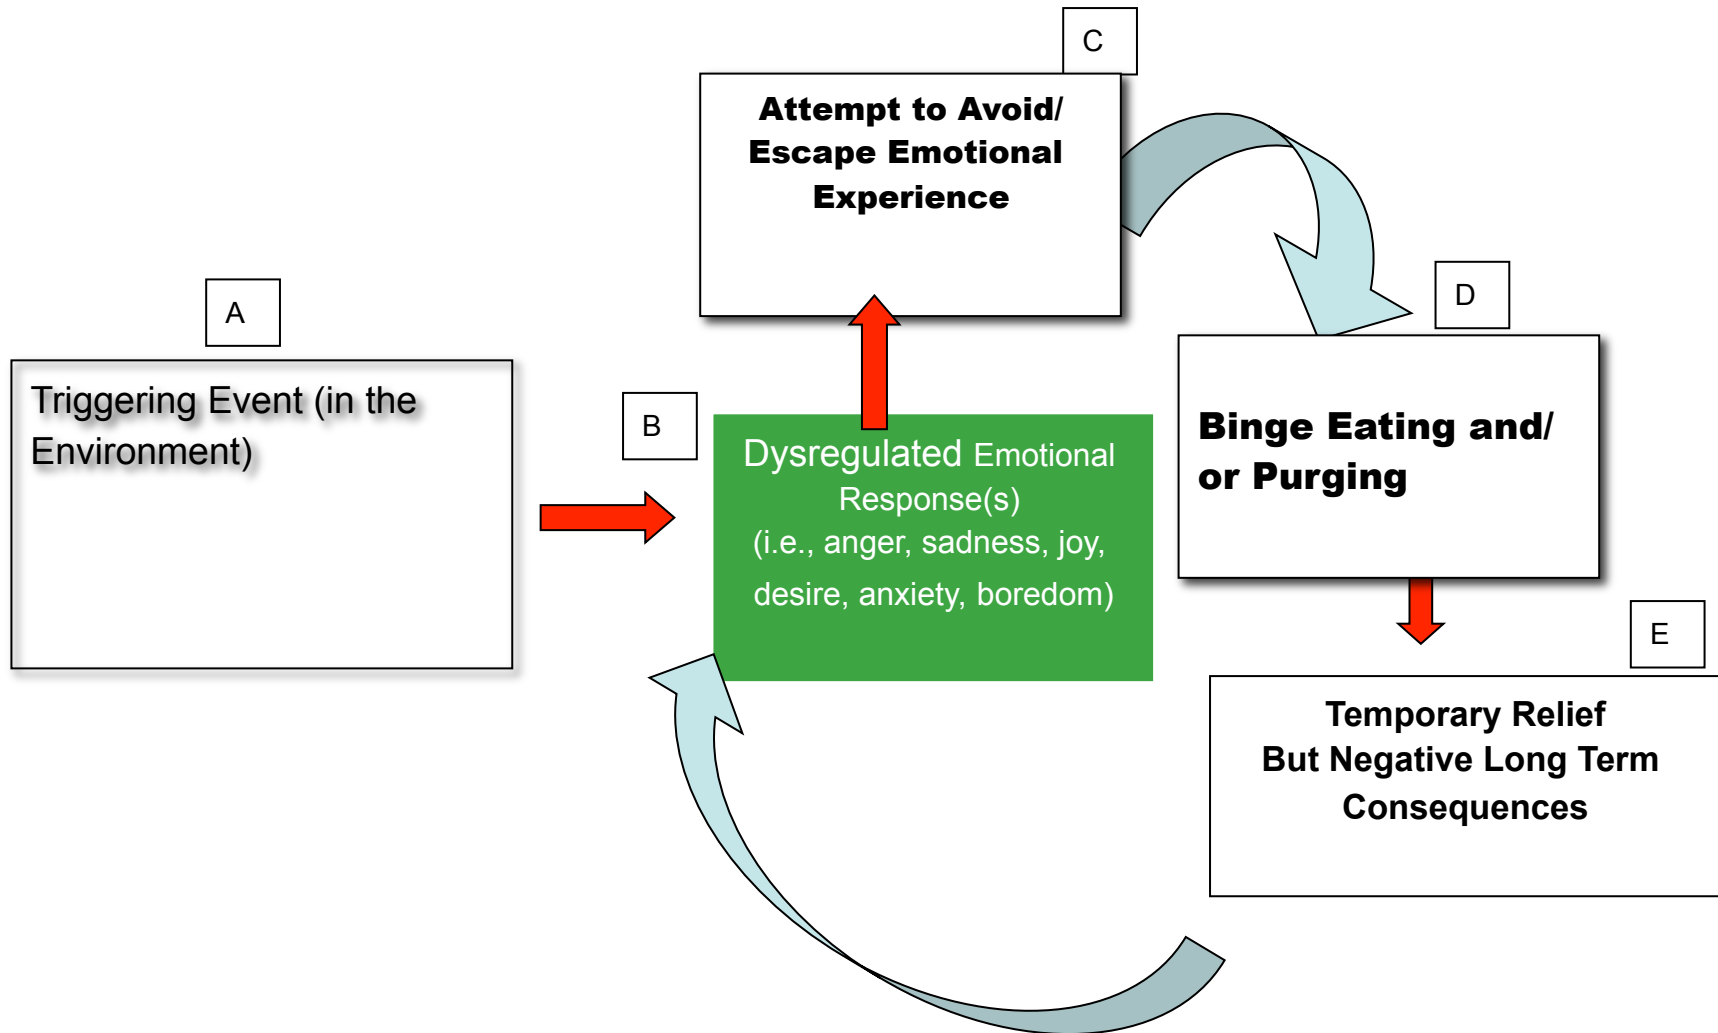 A
Triggering Event (in the
Environment)
B
Dysregulated Emotional
Response(s)
(i.e., anger, sadness, joy,
desire, anxiety, boredom)
C
Attempt to Avoid/
Escape Emotional
Experience
D
Binge Eating and/
or Purging
E
Temporary Relief
But Negative Long Term
Consequences